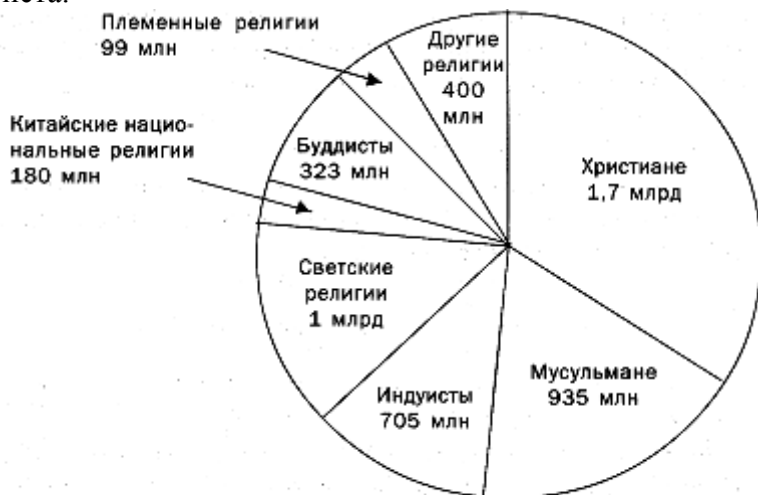 Племенные религии
99 млн
Другие
религии
400
млн
Китайские нацио-
нальные религии
180 млн
Буддисты
323 млн
Христиане
1,7 млрд
Светские
религии
1 млрд
Мусульмане
935 млн
Индуисты
705 млн